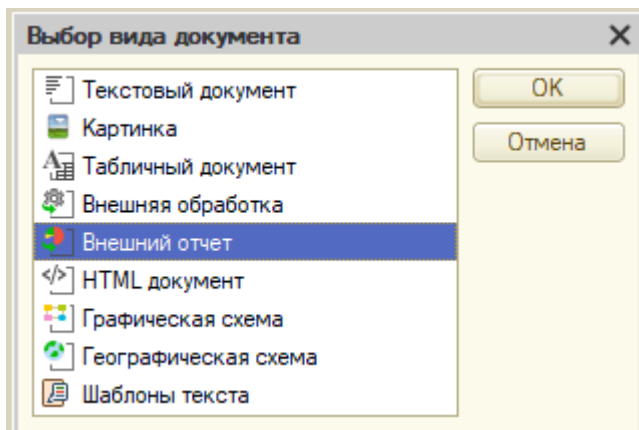 Выбор вида документа
Текстовый документ
OK
Картинка
Отмена
Табличный документ
Внешняя обработка
Внешний отчет
HTML документ
Графическая схема
Географическая схема
Шаблоны текста